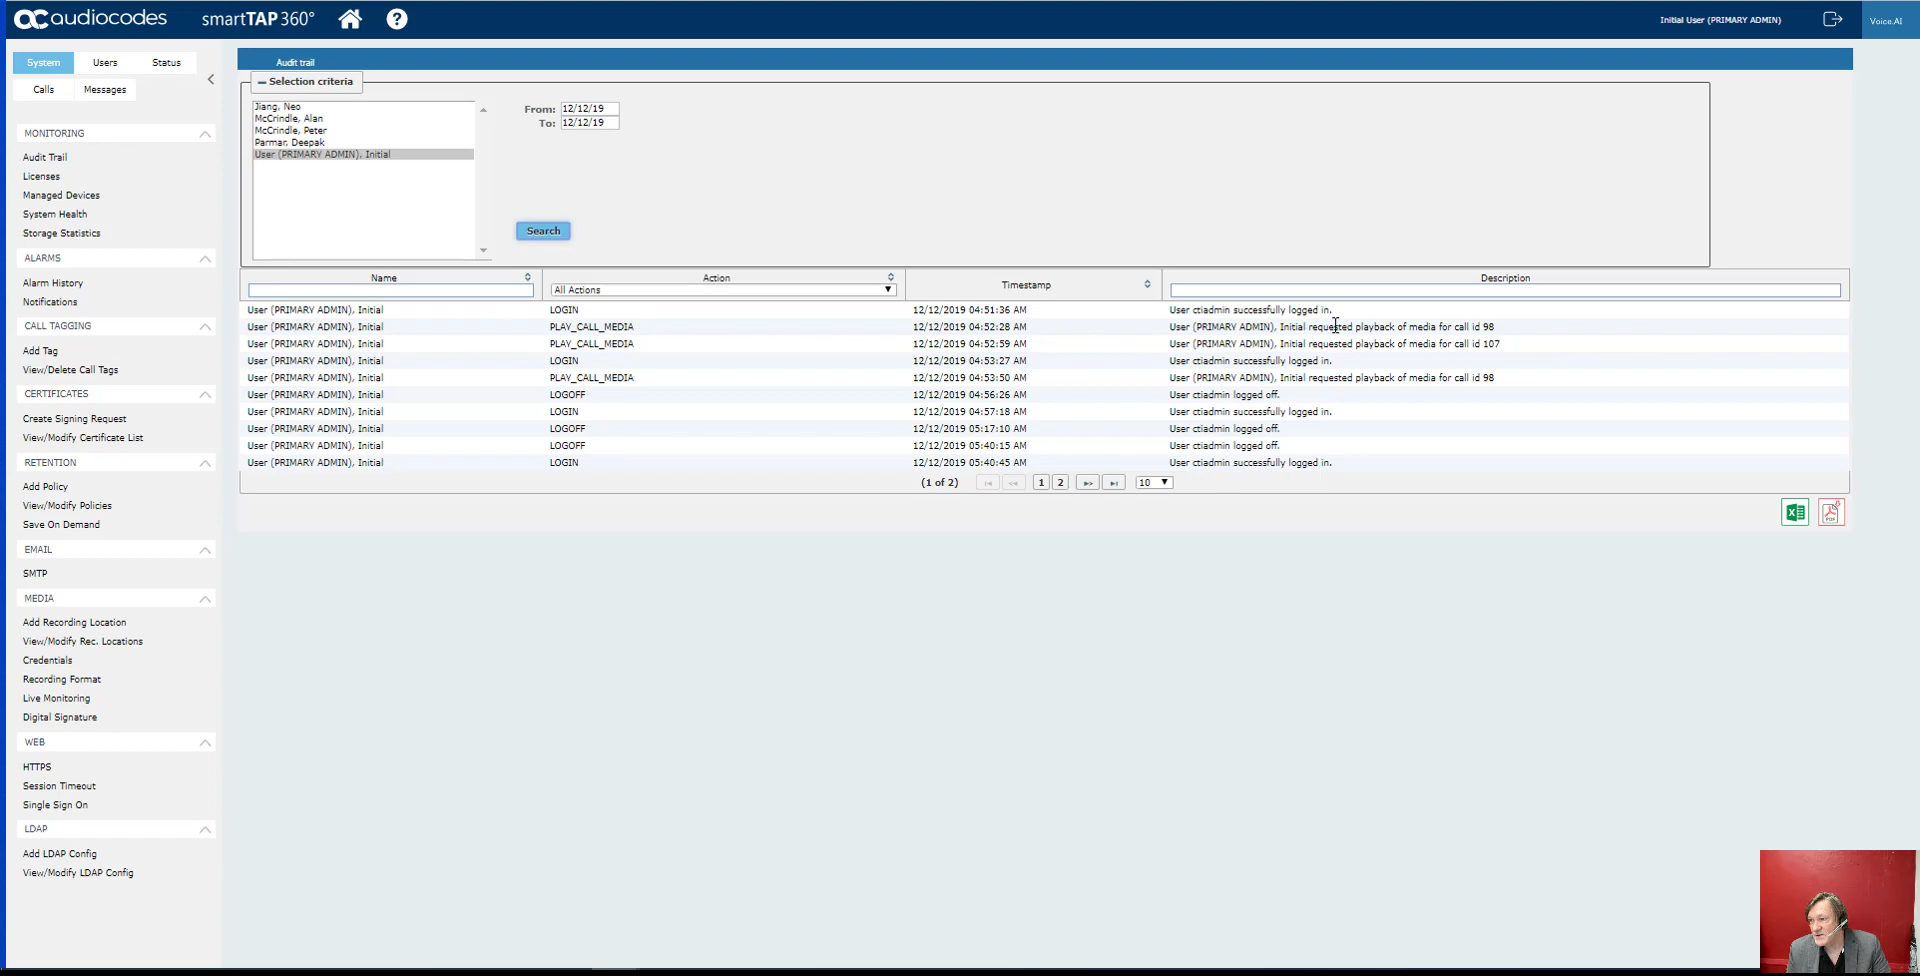 audiocodes smartTAP 360° ? Initial User (PRIMARY ADMIN) Voice.AI
System Users Status
Calls Messages
MONITORING
Audit Trail
Licenses
Managed Devices
System Health
Storage Statistics
ALARMS
Alarm History
Notifications
CALL TAGGING
Add Tag
View/Delete Call Tags
CERTIFICATES
Create Signing Request
View/Modify Certificate List
RETENTION
Add Policy
View/Modify Policies
Save On Demand
EMAIL
SMTP
MEDIA
Add Recording Location
View/Modify Rec. Locations
Credentials
Recording Format
Live Monitoring
Digital Signature
WEB
HTTPS
Session Timeout
Single Sign On
LDAP
Add LDAP Config
View/Modify LDAP Config
Audit trail
Selection criteria
Jiang, Neo
McCrindle, Alan
McCrindle, Peter
Parmar, Deepak
User (PRIMARY ADMIN), Initial
From: 12/12/19
To: 12/12/19
Search
Name Action Timestamp Description
All Actions
User (PRIMARY ADMIN), Initial LOGIN 12/12/2019 04:51:36 AM User ctiadmin successfully logged in.
User (PRIMARY ADMIN), Initial PLAY_CALL_MEDIA 12/12/2019 04:52:28 AM User (PRIMARY ADMIN), Initial requested playback of media for call id 98
User (PRIMARY ADMIN), Initial PLAY_CALL_MEDIA 12/12/2019 04:52:59 AM User (PRIMARY ADMIN), Initial requested playback of media for call id 107
User (PRIMARY ADMIN), Initial LOGIN 12/12/2019 04:53:27 AM User ctiadmin successfully logged in.
User (PRIMARY ADMIN), Initial PLAY_CALL_MEDIA 12/12/2019 04:53:50 AM User (PRIMARY ADMIN), Initial requested playback of media for call id 98
User (PRIMARY ADMIN), Initial LOGOFF 12/12/2019 04:56:26 AM User ctiadmin logged off.
User (PRIMARY ADMIN), Initial LOGIN 12/12/2019 04:57:18 AM User ctiadmin successfully logged in.
User (PRIMARY ADMIN), Initial LOGOFF 12/12/2019 05:17:10 AM User ctiadmin logged off.
User (PRIMARY ADMIN), Initial LOGOFF 12/12/2019 05:40:15 AM User ctiadmin logged off.
User (PRIMARY ADMIN), Initial LOGIN 12/12/2019 05:40:45 AM User ctiadmin successfully logged in.
(1 of 2) 1 2 10
PDF